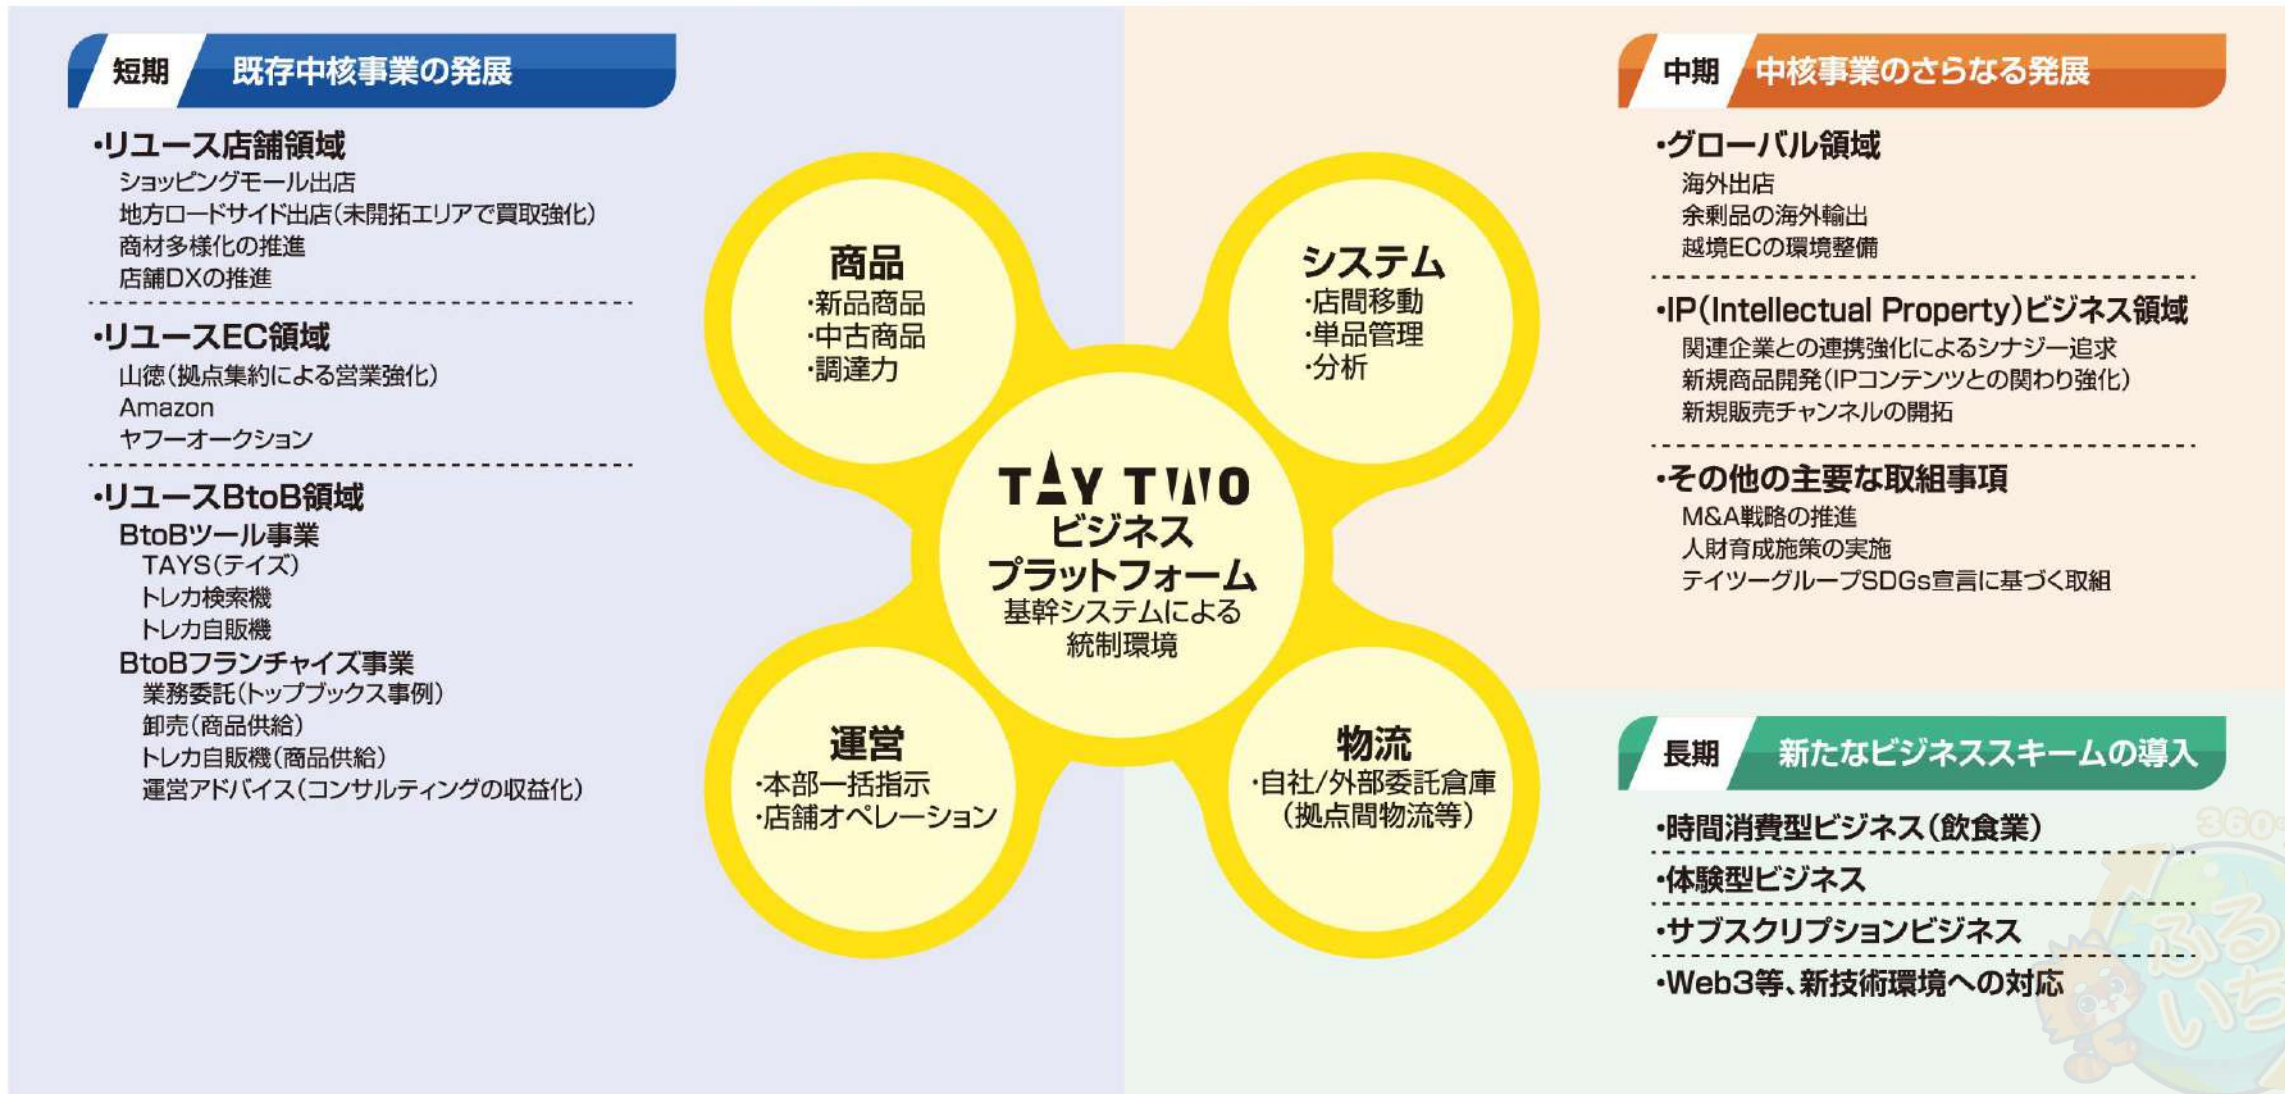 短期 既存中核事業の発展
・リユース店舗領域
ショッピングモール出店
地方ロードサイド出店(未開拓エリアで買取強化)
商材多様化の推進
店舗DXの推進
・リユースEC領域
山徳(拠点集約による営業強化)
Amazon
ヤフーオークション
・リユースBtoB領域
BtoBツール事業
TAYS(テイズ)
トレカ検索機
トレカ自販機
BtoBフランチャイズ事業
業務委託(トップブックス事例)
卸売(商品供給)
トレカ自販機(商品供給)
運営アドバイス(コンサルティングの収益化)
商品
・新品商品
・中古商品
・調達力
システム
・店間移動
・単品管理
・分析
TAY TWO
ビジネス
プラットフォーム
基幹システムによる
統制環境
運営
・本部一括指示
・店舗オペレーション
物流
・自社/外部委託倉庫
(拠点間物流等)
中期 中核事業のさらなる発展
・グローバル領域
海外出店
余剰品の海外輸出
越境ECの環境整備
・IP(Intellectual Property)ビジネス領域
関連企業との連携強化によるシナジー追求
新規商品開発(IPコンテンツとの関わり強化)
新規販売チャンネルの開拓
・その他の主要な取組事項
M&A戦略の推進
人財育成施策の実施
テイツーグループSDGs宣言に基づく取組
長期 新たなビジネススキームの導入
・時間消費型ビジネス(飲食業)
・体験型ビジネス
・サブスクリプションビジネス
・Web3等、新技術環境への対応
360°
ふる
いち